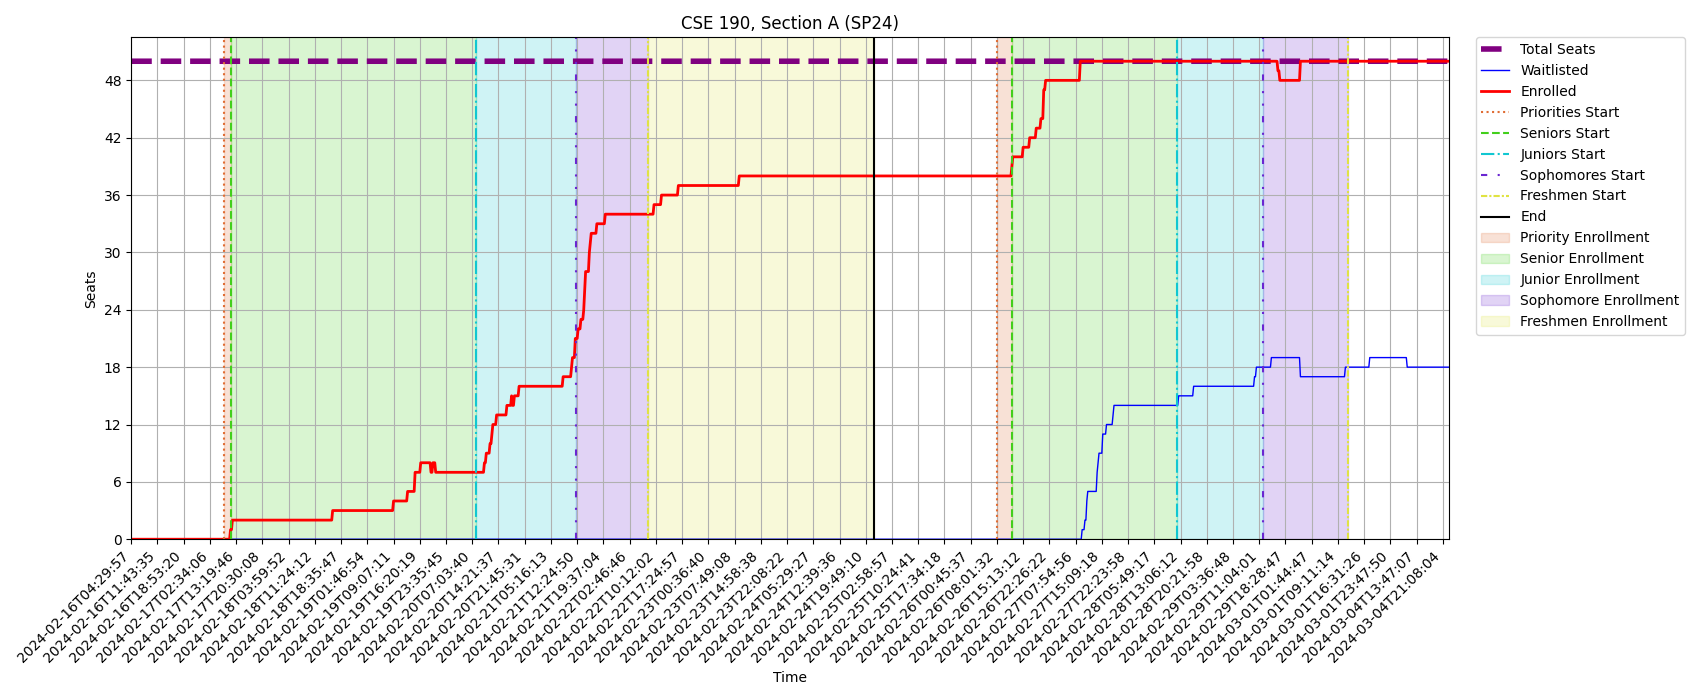 CSE 190, Section A (SP24)
Seats
48
42
36
30
24
18
12
6
0
2024-02-16T04:29:57
2024-02-16T11:43:35
2024-02-16T18:53:20
2024-02-17T02:34:06
2024-02-17T13:19:46
2024-02-17T20:30:08
2024-02-18T03:59:52
2024-02-18T11:24:12
2024-02-18T18:35:47
2024-02-19T01:46:54
2024-02-19T09:07:11
2024-02-19T16:20:19
2024-02-19T23:35:45
2024-02-20T07:03:40
2024-02-20T14:21:37
2024-02-20T21:45:31
2024-02-21T05:16:13
2024-02-21T12:24:50
2024-02-21T19:37:04
2024-02-22T02:46:46
2024-02-22T10:12:02
2024-02-22T17:24:57
2024-02-23T00:36:40
2024-02-23T07:49:08
2024-02-23T14:58:38
2024-02-23T22:08:22
2024-02-24T05:29:27
2024-02-24T12:39:36
2024-02-24T19:49:10
2024-02-25T02:58:57
2024-02-25T10:24:41
2024-02-25T17:34:18
2024-02-26T00:45:37
2024-02-26T08:01:32
2024-02-26T15:13:12
2024-02-26T22:26:22
2024-02-27T07:54:56
2024-02-27T15:09:18
2024-02-27T22:23:58
2024-02-28T05:49:17
2024-02-28T13:06:12
2024-02-28T20:21:58
2024-02-29T03:36:48
2024-02-29T11:04:01
2024-02-29T18:28:47
2024-03-01T01:44:47
2024-03-01T09:11:14
2024-03-01T16:31:26
2024-03-01T23:47:50
2024-03-04T13:47:07
2024-03-04T21:08:04
Time
Total Seats
Waitlisted
Enrolled
Priorities Start
Seniors Start
Juniors Start
Sophomores Start
Freshmen Start
End
Priority Enrollment
Senior Enrollment
Junior Enrollment
Sophomore Enrollment
Freshmen Enrollment